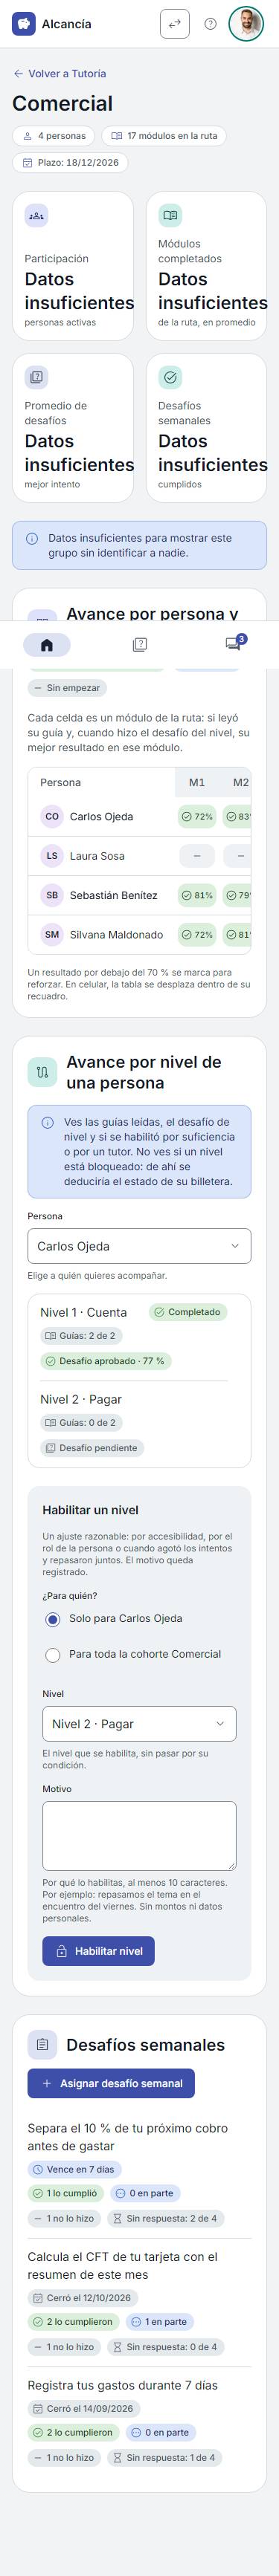 Alcancía
Volver a Tutoría
Comercial
4 personas
17 módulos en la ruta
Plazo: 18/12/2026
Participación
Datos
insuficientes
personas activas
Módulos
completados
Datos
insuficientes
de la ruta, en promedio
Promedio de
desafíos
Datos
insuficientes
mejor intento
Desafíos
semanales
Datos
insuficientes
cumplidos
Datos insuficientes para mostrar este
grupo sin identificar a nadie.
Avance por persona y
3
Sin empezar
Cada celda es un módulo de la ruta: si leyó
su guía y, cuando hizo el desafío del nivel, su
mejor resultado en ese módulo.
Persona M1 M2
CO Carlos Ojeda 72% 83%
LS Laura Sosa – –
SB Sebastián Benítez 81% 79%
SM Silvana Maldonado 72% 81%
Un resultado por debajo del 70 % se marca para
reforzar. En celular, la tabla se desplaza dentro de su
recuadro.
Avance por nivel de
una persona
Ves las guías leídas, el desafío de
nivel y si se habilitó por suficiencia
o por un tutor. No ves si un nivel
está bloqueado: de ahí se
deduciría el estado de su billetera.
Persona
Carlos Ojeda
Elige a quién quieres acompañar.
Nivel 1 · Cuenta
Completado
Guías: 2 de 2
Desafío aprobado · 77 %
Nivel 2 · Pagar
Guías: 0 de 2
Desafío pendiente
Habilitar un nivel
Un ajuste razonable: por accesibilidad, por el
rol de la persona o cuando agotó los intentos
y repasaron juntos. El motivo queda
registrado.
¿Para quién?
Solo para Carlos Ojeda
Para toda la cohorte Comercial
Nivel
Nivel 2 · Pagar
El nivel que se habilita, sin pasar por su
condición.
Motivo
Por qué lo habilitas, al menos 10 caracteres.
Por ejemplo: repasamos el tema en el
encuentro del viernes. Sin montos ni datos
personales.
Habilitar nivel
Desafíos semanales
Asignar desafío semanal
Separa el 10 % de tu próximo cobro
antes de gastar
Vence en 7 días
1 lo cumplió
0 en parte
1 no lo hizo
Sin respuesta: 2 de 4
Calcula el CFT de tu tarjeta con el
resumen de este mes
Cerró el 12/10/2026
2 lo cumplieron
1 en parte
1 no lo hizo
Sin respuesta: 0 de 4
Registra tus gastos durante 7 días
Cerró el 14/09/2026
2 lo cumplieron
0 en parte
1 no lo hizo
Sin respuesta: 1 de 4